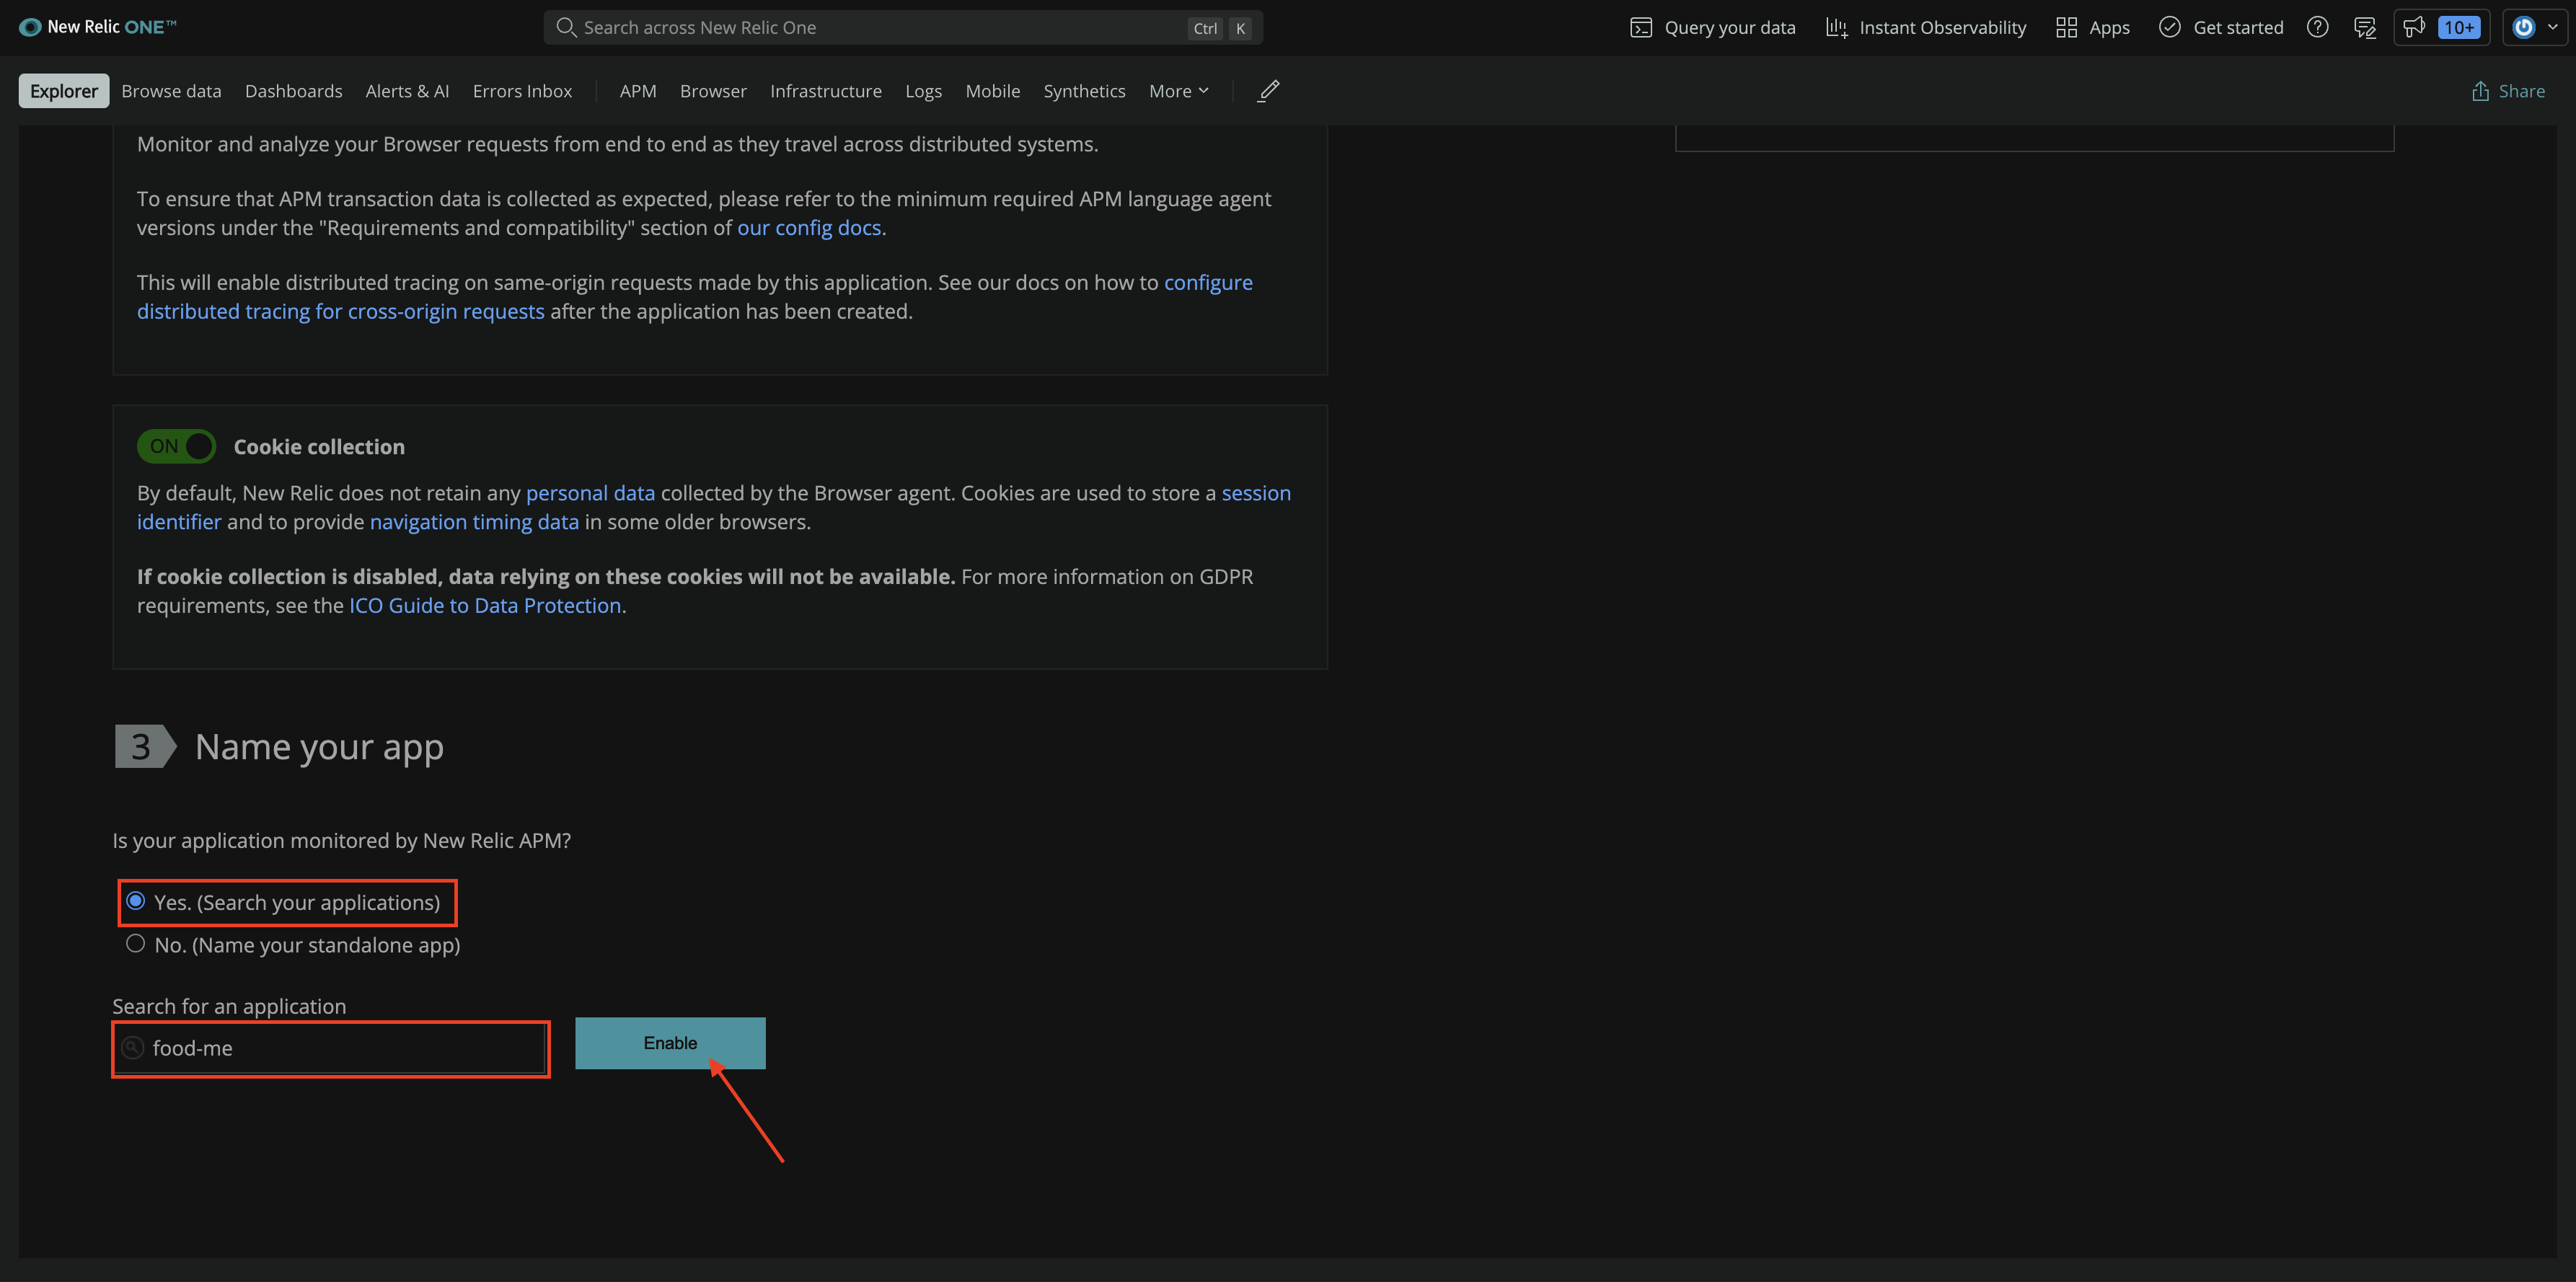 New Relic ONE™
Search across New Relic One
Ctrl K
Query your data
Instant Observability
Apps
Get started
10+
Explorer
Browse data
Dashboards
Alerts & AI
Errors Inbox
APM
Browser
Infrastructure
Logs
Mobile
Synthetics
More
Share
Monitor and analyze your Browser requests from end to end as they travel across distributed systems.
To ensure that APM transaction data is collected as expected, please refer to the minimum required APM language agent
versions under the "Requirements and compatibility" section of our config docs.
This will enable distributed tracing on same-origin requests made by this application. See our docs on how to configure
distributed tracing for cross-origin requests after the application has been created.
ON Cookie collection
By default, New Relic does not retain any personal data collected by the Browser agent. Cookies are used to store a session
identifier and to provide navigation timing data in some older browsers.
If cookie collection is disabled, data relying on these cookies will not be available. For more information on GDPR
requirements, see the ICO Guide to Data Protection.
3 Name your app
Is your application monitored by New Relic APM?
Yes. (Search your applications)
No. (Name your standalone app)
Search for an application
food-me
Enable